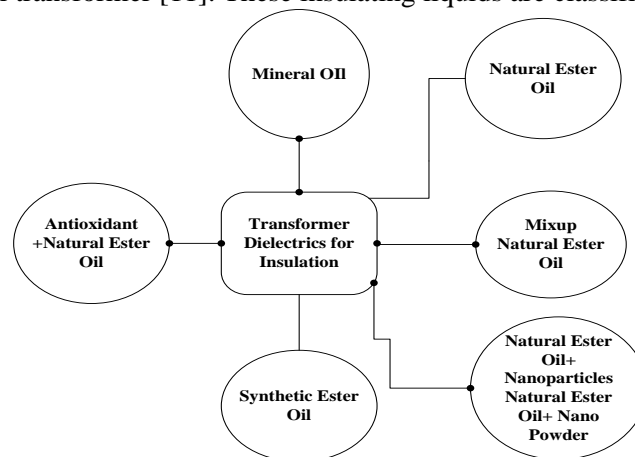 transformer [11]. These insulating liquids are classif
Mineral OIl
Natural Ester
Oil
Antioxidant
+Natural Ester
Oil
Transformer
Dielectrics for
Insulation
Mixup
Natural Ester
Oil
Synthetic Ester
Oil
Natural Ester
Oil+
Nanoparticles
Natural Ester
Oil+ Nano
Powder